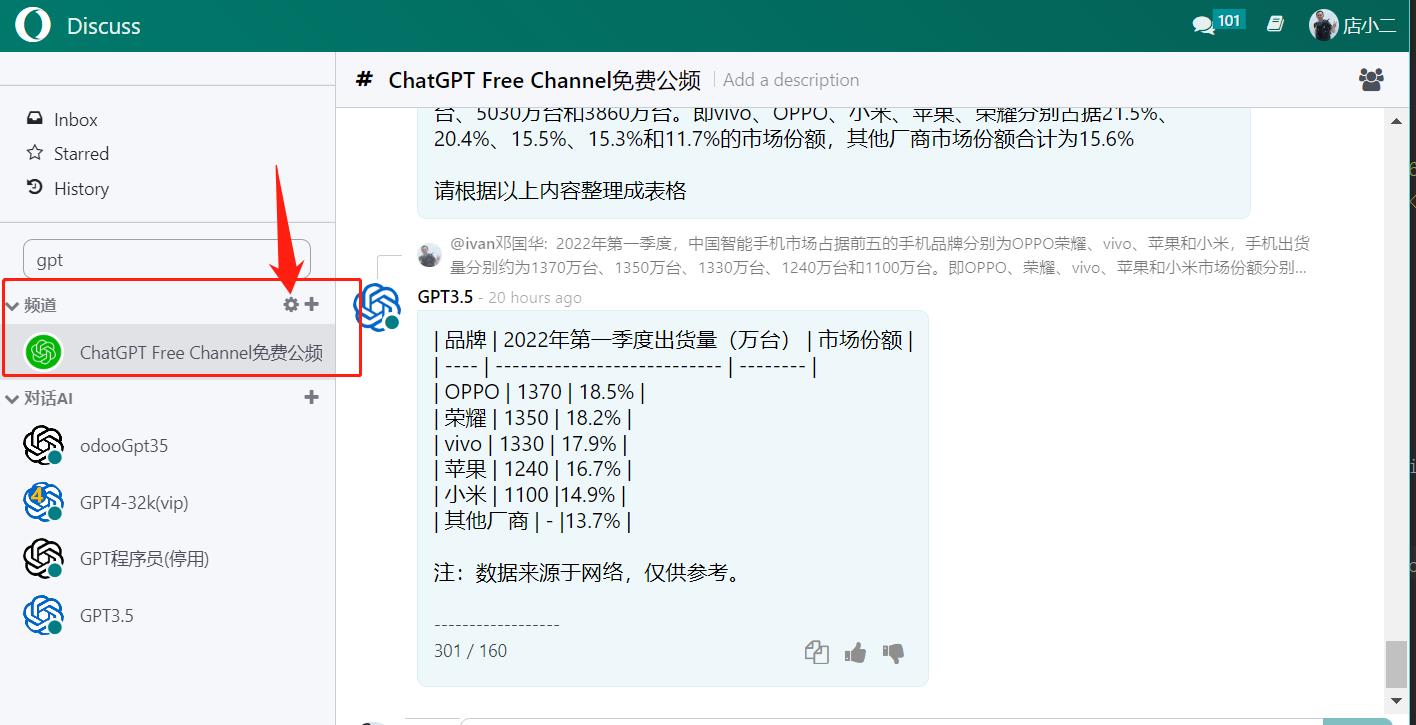 Discuss
101
店小二
Inbox
Starred
History
gpt
频道
ChatGPT Free Channel免费公频
对话AI
odooGpt35
GPT4-32k(vip)
GPT程序员(停用)
GPT3.5
# ChatGPT Free Channel免费公频 Add a description
台、5030万台和3860万台。即vivo、OPPO、小米、苹果、荣耀分别占据21.5%、
20.4%、15.5%、15.3%和11.7%的市场份额，其他厂商市场份额合计为15.6%
请根据以上内容整理成表格
@ivan邓国华: 2022年第一季度，中国智能手机市场占据前五的手机品牌分别为OPPO荣耀、vivo、苹果和小米，手机出货
量分别约为1370万台、1350万台、1330万台、1240万台和1100万台。即OPPO、荣耀、vivo、苹果和小米市场份额分别...
GPT3.5 - 20 hours ago
| 品牌 | 2022年第一季度出货量（万台） | 市场份额 |
| ---- | --------------------------- | -------- |
| OPPO | 1370 | 18.5% |
| 荣耀 | 1350 | 18.2% |
| vivo | 1330 | 17.9% |
| 苹果 | 1240 | 16.7% |
| 小米 | 1100 |14.9% |
| 其他厂商 | - |13.7% |
注：数据来源于网络，仅供参考。
------------------
301 / 160